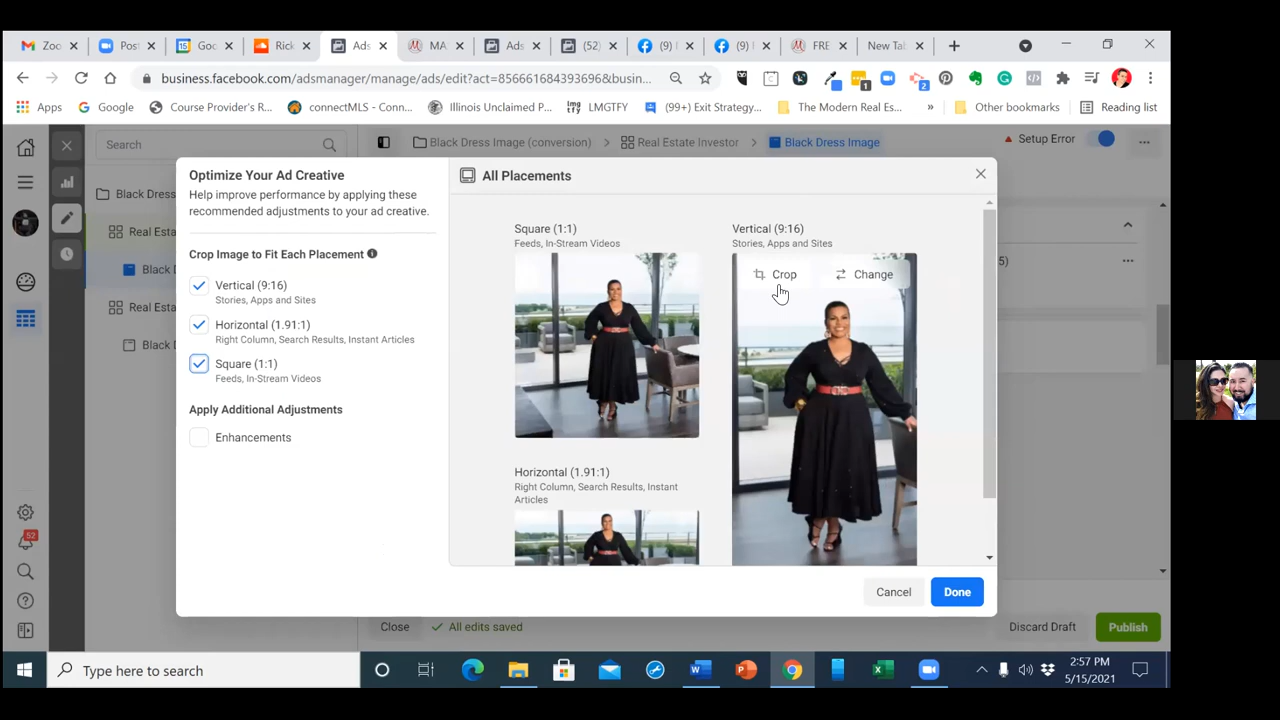 Zoo
Post
Goo
Rick
Ads
MA
Ads
(52)
(9)
(9)
FRE
New Tab
business.facebook.com/adsmanager/manage/ads/edit?act=856661684393696&busin...
1
2
Apps
Google
Course Provider's R...
connectMLS - Conn...
Illinois Unclaimed P...
imy LMGTFY
(99+) Exit Strategy...
The Modern Real Es...
»
Other bookmarks
Reading list
Search
Black Dress Image (conversion)
Real Estate Investor
Black Dress Image
Setup Error
...
Black Dress
Real Esta
Black D
Real Esta
Black D
5)
...
Optimize Your Ad Creative
Help improve performance by applying these
recommended adjustments to your ad creative.
Crop Image to Fit Each Placement
Vertical (9:16)
Stories, Apps and Sites
Horizontal (1.91:1)
Right Column, Search Results, Instant Articles
Square (1:1)
Feeds, In-Stream Videos
Apply Additional Adjustments
Enhancements
All Placements
Square (1:1)
Feeds, In-Stream Videos
Vertical (9:16)
Stories, Apps and Sites
Crop
Change
Horizontal (1.91:1)
Right Column, Search Results, Instant
Articles
Cancel
Done
52
Close
All edits saved
Discard Draft
Publish
Type here to search
2:57 PM
5/15/2021